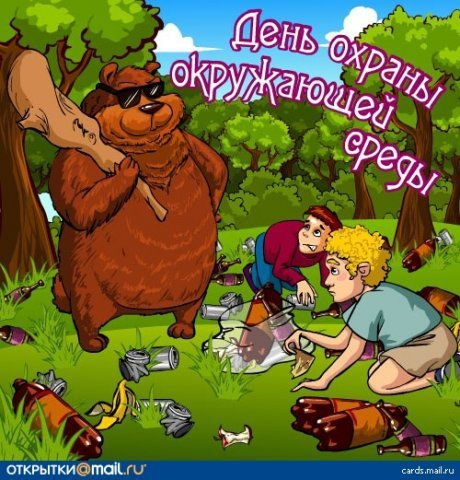 День охраны
окружающей
среды
ОТКРЫТКИ@mail.ru
cards.mail.ru